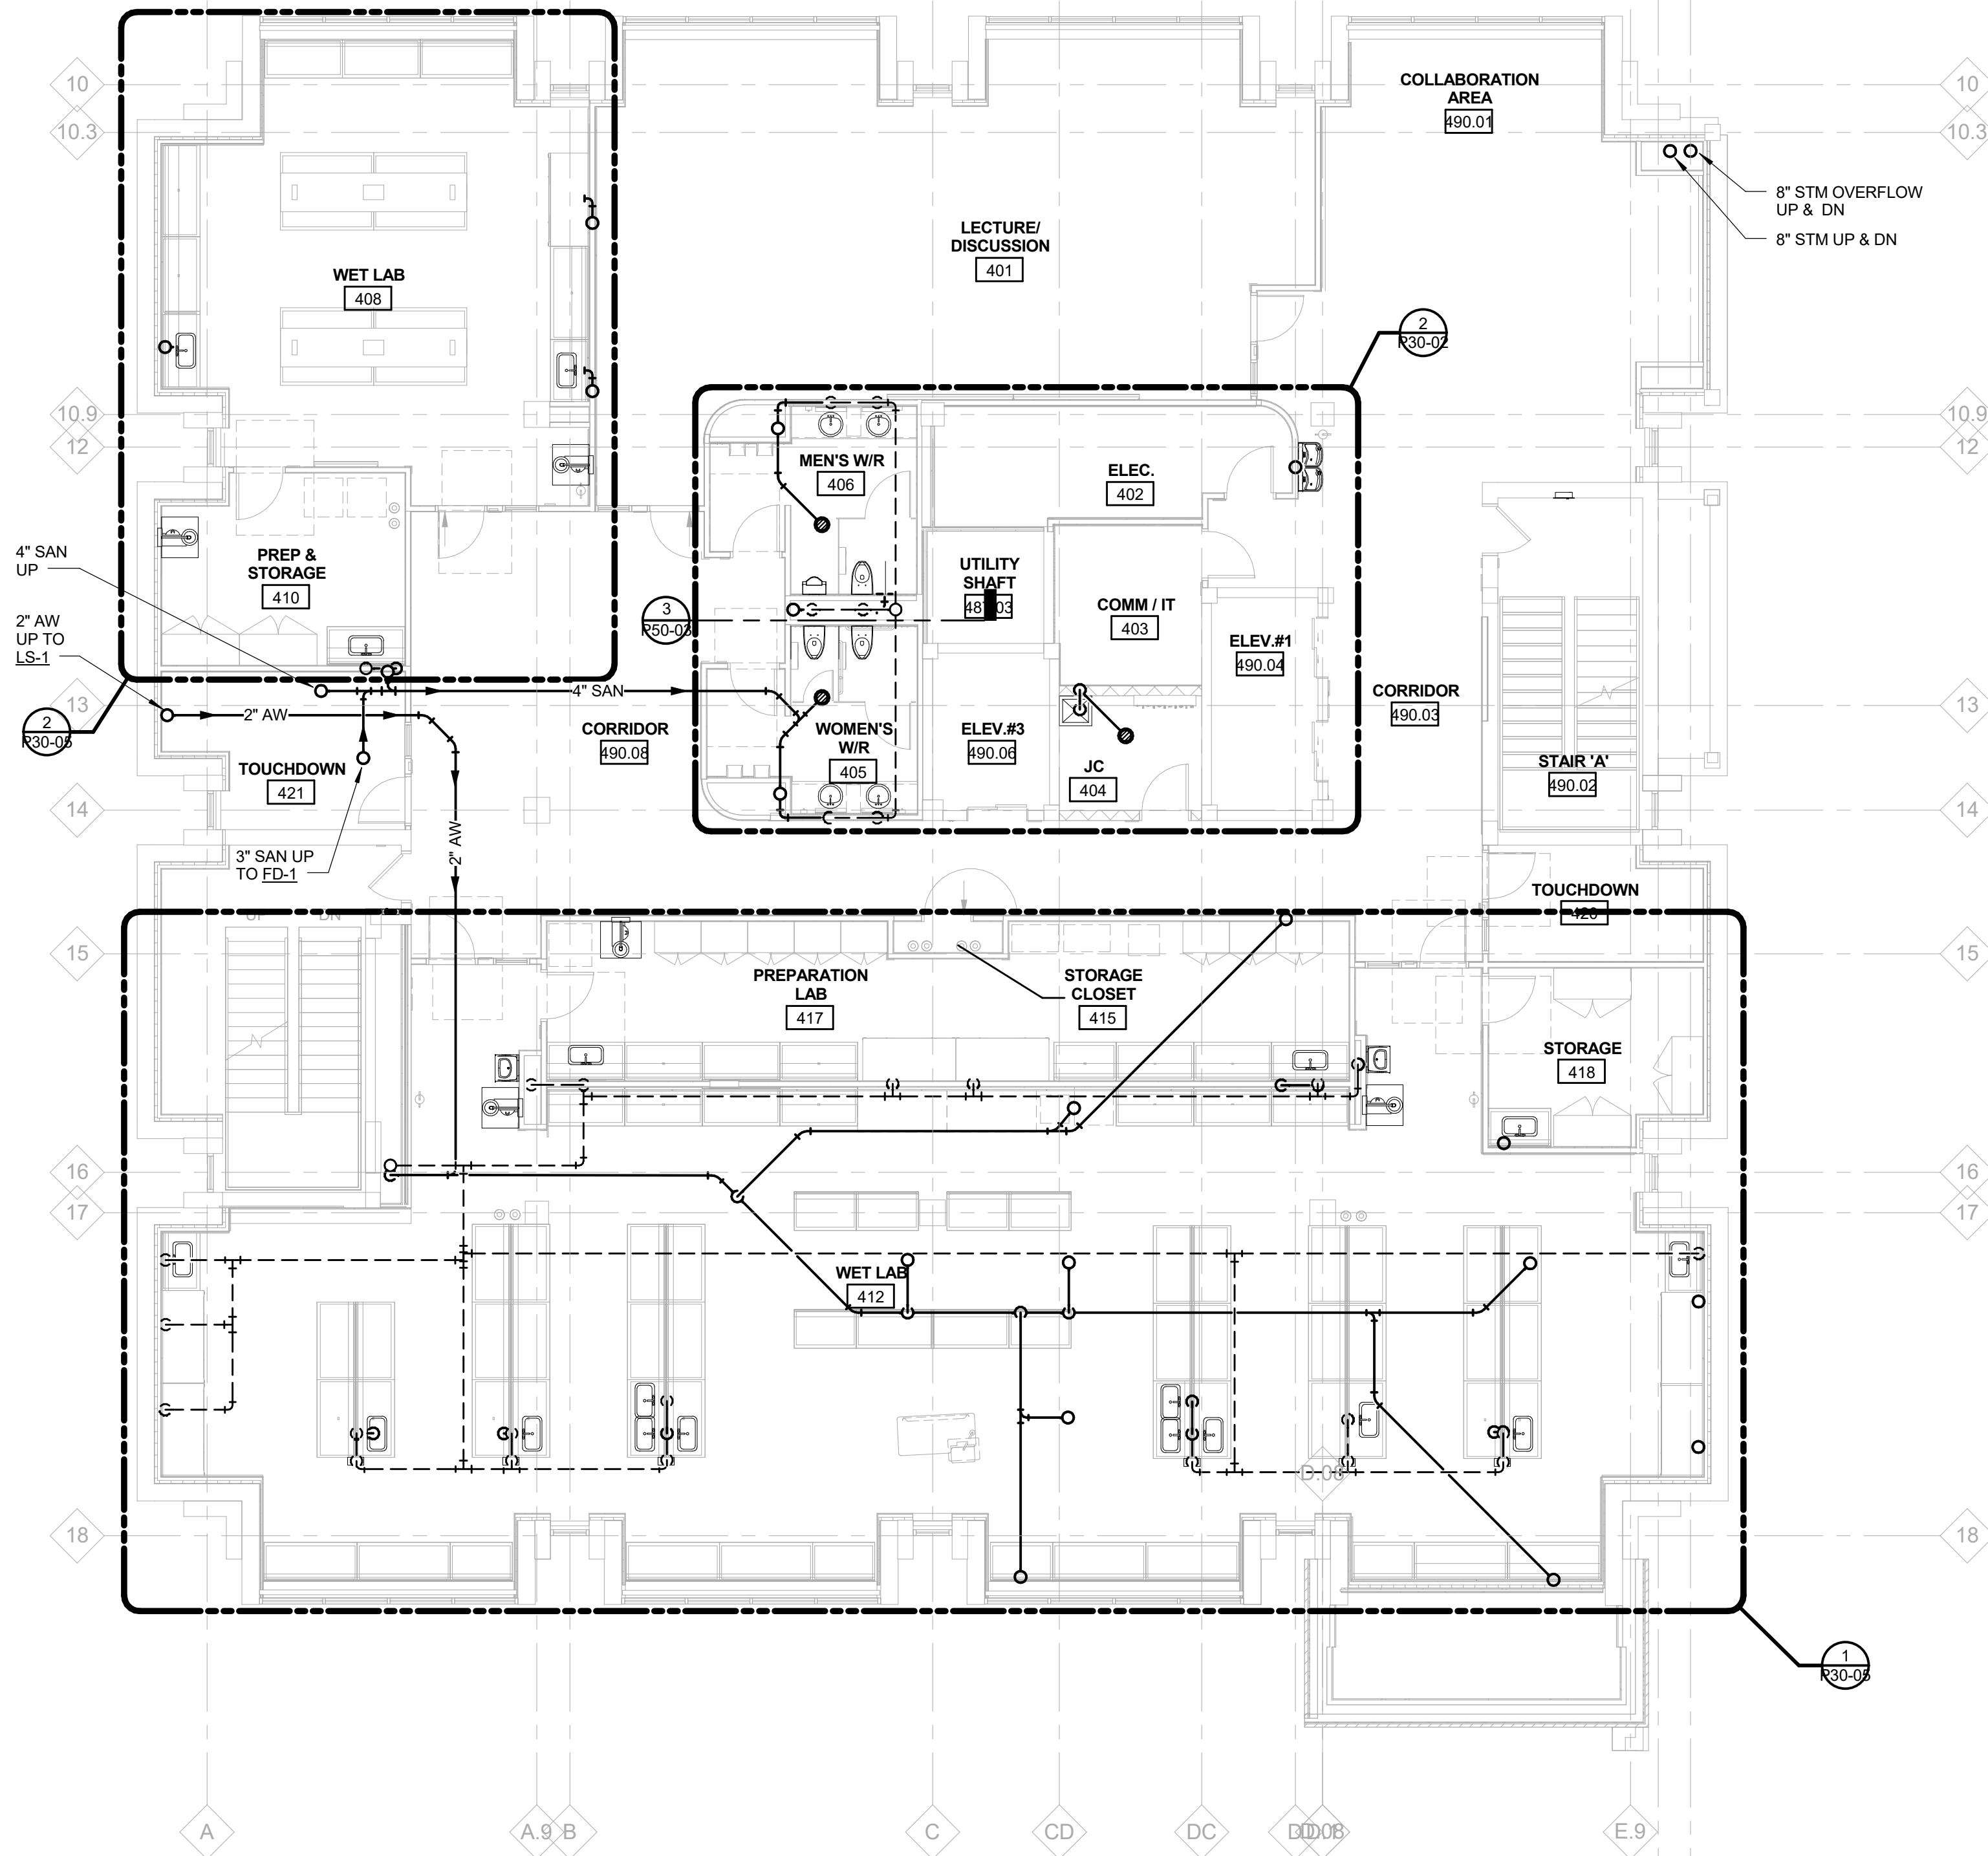 10
10.3
10.9
12
13
14
15
16
17
18
COLLABORATION
AREA
490.01
10
10.3
8" STM OVERFLOW
UP &  DN
8" STM UP & DN
LECTURE/
DISCUSSION
401
WET LAB
408
2
P30-02
10.9
12
MEN'S W/R
406
ELEC.
402
4" SAN
UP
PREP &
STORAGE
410
UTILITY
SHAFT
3
P50-03
COMM / IT
403
2" AW
UP TO
LS-1
ELEV.#1
490.04
4" SAN
2" AW
2
P30-05
CORRIDOR
490.08
WOMEN'S
W/R
405
ELEV.#3
490.06
CORRIDOR
490.03
13
JC
404
STAIR 'A'
490.02
TOUCHDOWN
421
14
2" AW
3" SAN UP
TO FD-1
TOUCHDOWN
420
UP
DN
15
PREPARATION
LAB
417
STORAGE
CLOSET
415
STORAGE
418
16
17
WET LAB
412
D.08
18
1
P30-05
A
A.9
B
C
CD
DC
E.9